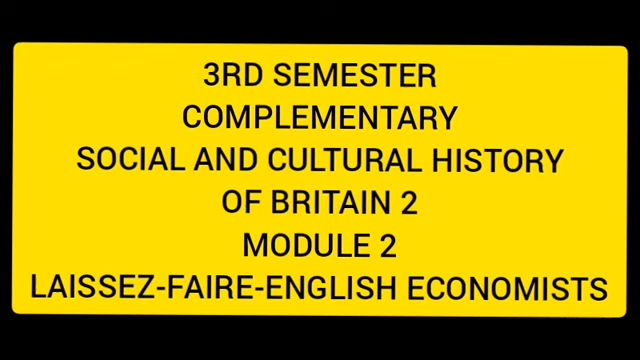 3RD SEMESTER
COMPLEMENTARY
SOCIAL AND CULTURAL HISTORY
OF BRITAIN 2
MODULE 2
LAISSEZ-FAIRE-ENGLISH ECONOMISTS